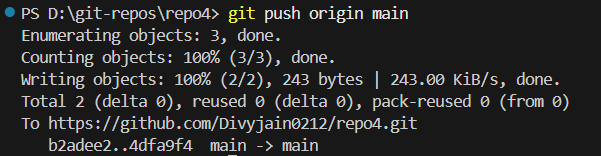 PS D:\git-repos\repo4> git push origin main
Enumerating objects: 3, done.
Counting objects: 100% (3/3), done.
Writing objects: 100% (2/2), 243 bytes | 243.00 KiB/s, done.
Total 2 (delta 0), reused 0 (delta 0), pack-reused 0 (from 0)
To https://github.com/Divyjain0212/repo4.git
   b2adee2..4dfa9f4  main -> main